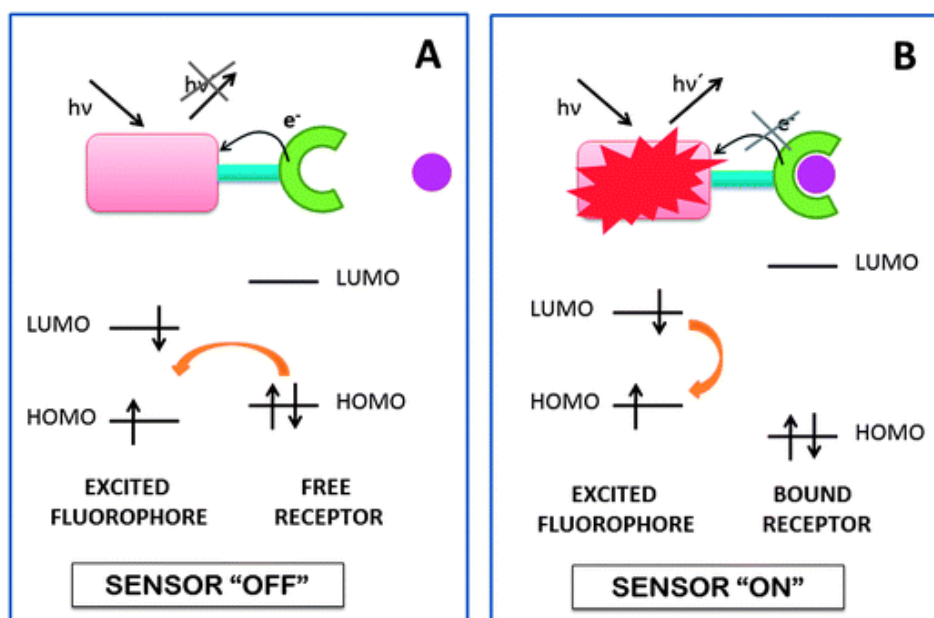 A
hν
hν´
e-
LUMO
LUMO
HOMO
HOMO
EXCITED
FLUOROPHORE
FREE
RECEPTOR
SENSOR “OFF”
B
hν
hν´
e-
LUMO
LUMO
HOMO
HOMO
EXCITED
FLUOROPHORE
BOUND
RECEPTOR
SENSOR “ON”